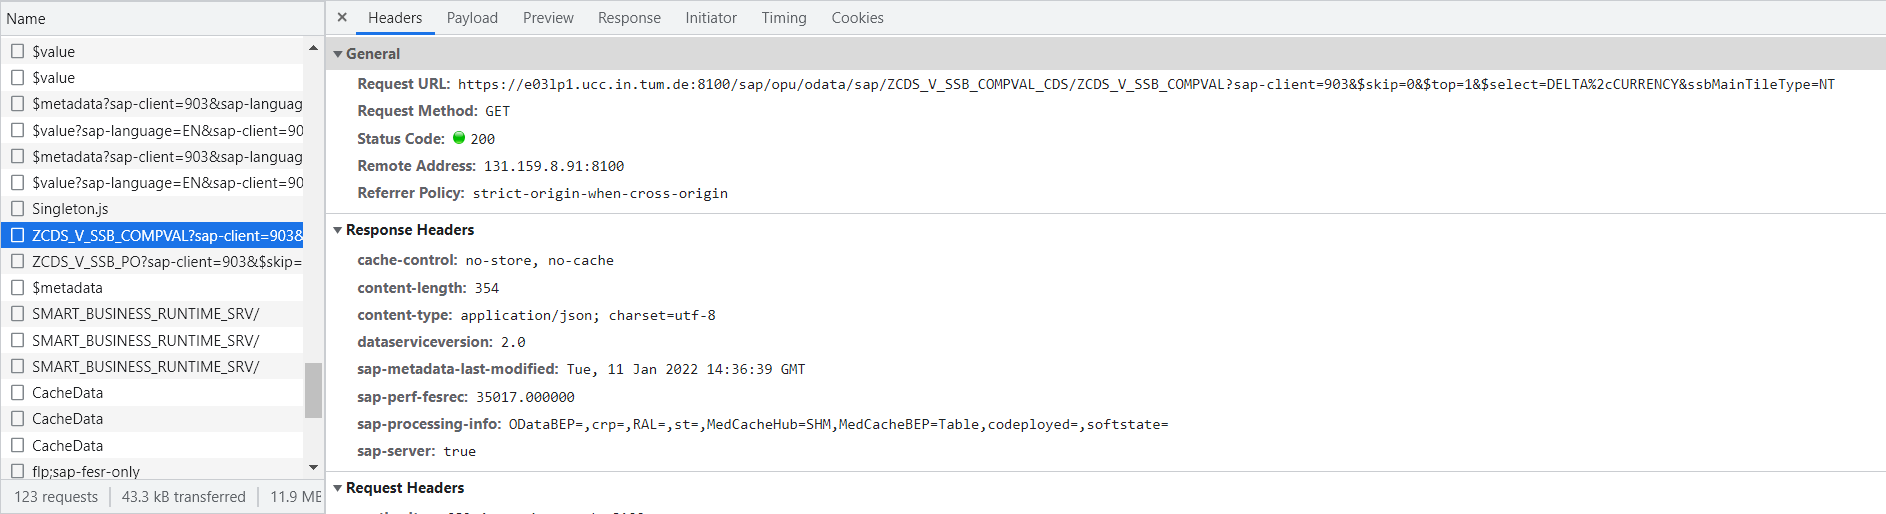 Name
$value
$value
$metadata?sap-client=903&sap-languag
$value?sap-language=EN&sap-client=90
$metadata?sap-client=903&sap-languag
$value?sap-language=EN&sap-client=90
Singleton.js
ZCDS_V_SSB_COMPVAL?sap-client=903&
ZCDS_V_SSB_PO?sap-client=903&$skip=
$metadata
SMART_BUSINESS_RUNTIME_SRV/
SMART_BUSINESS_RUNTIME_SRV/
SMART_BUSINESS_RUNTIME_SRV/
CacheData
CacheData
CacheData
flp;sap-fesr-only
123 requests 43.3 kB transferred 11.9 ME
× Headers Payload Preview Response Initiator Timing Cookies
▼ General
Request URL: https://e03lp1.ucc.in.tum.de:8100/sap/opu/odata/sap/ZCDS_V_SSB_COMPVAL_CDS/ZCDS_V_SSB_COMPVAL?sap-client=903&$skip=0&$top=1&$select=DELTA%2cCURRENCY&ssbMainTileType=NT
Request Method: GET
Status Code: 200
Remote Address: 131.159.8.91:8100
Referrer Policy: strict-origin-when-cross-origin
▼ Response Headers
cache-control: no-store, no-cache
content-length: 354
content-type: application/json; charset=utf-8
dataserviceversion: 2.0
sap-metadata-last-modified: Tue, 11 Jan 2022 14:36:39 GMT
sap-perf-fesrec: 35017.000000
sap-processing-info: ODataBEP=,crp=,RAL=,st=,MedCacheHub=SHM,MedCacheBEP=Table,codeployed=,softstate=
sap-server: true
▼ Request Headers